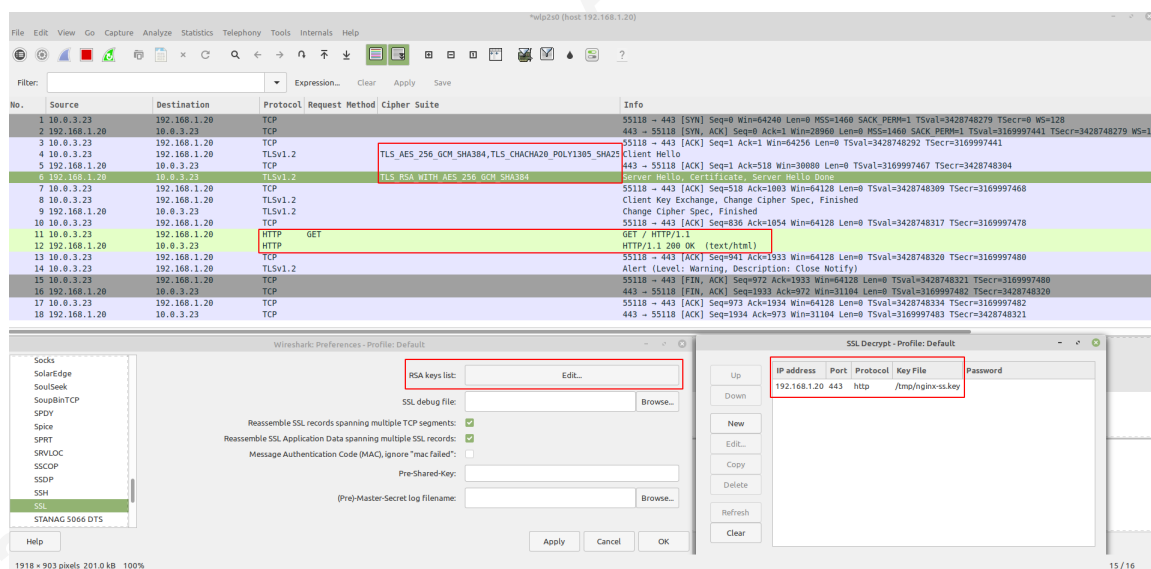 *wlp2s0 (host 192.168.1.20)
File Edit View Go Capture Analyze Statistics Telephony Tools Internals Help
Filter: Expression... Clear Apply Save
No. Source Destination Protocol Request Method Cipher Suite Info
1 10.0.3.23 192.168.1.20 TCP 55118 → 443 [SYN] Seq=0 Win=64240 Len=0 MSS=1460 SACK_PERM=1 TSval=3428748279 TSecr=0 WS=128
2 192.168.1.20 10.0.3.23 TCP 443 → 55118 [SYN, ACK] Seq=0 Ack=1 Win=28960 Len=0 MSS=1460 SACK_PERM=1 TSval=3169997441 TSecr=3428748279 WS=1
3 10.0.3.23 192.168.1.20 TCP 55118 → 443 [ACK] Seq=1 Ack=1 Win=64256 Len=0 TSval=3428748292 TSecr=3169997441
4 10.0.3.23 192.168.1.20 TLSv1.2 TLS_AES_256_GCM_SHA384,TLS_CHACHA20_POLY1305_SHA25 Client Hello
5 192.168.1.20 10.0.3.23 TCP 443 → 55118 [ACK] Seq=1 Ack=518 Win=30080 Len=0 TSval=3169997467 TSecr=3428748304
6 192.168.1.20 10.0.3.23 TLSv1.2 TLS_RSA_WITH_AES_256_GCM_SHA384 Server Hello, Certificate, Server Hello Done
7 10.0.3.23 192.168.1.20 TCP 55118 → 443 [ACK] Seq=518 Ack=1003 Win=64128 Len=0 TSval=3428748309 TSecr=3169997468
8 10.0.3.23 192.168.1.20 TLSv1.2 Client Key Exchange, Change Cipher Spec, Finished
9 192.168.1.20 10.0.3.23 TLSv1.2 Change Cipher Spec, Finished
10 10.0.3.23 192.168.1.20 TCP 55118 → 443 [ACK] Seq=836 Ack=1054 Win=64128 Len=0 TSval=3428748317 TSecr=3169997478
11 10.0.3.23 192.168.1.20 HTTP GET GET / HTTP/1.1
12 192.168.1.20 10.0.3.23 HTTP HTTP/1.1 200 OK (text/html)
13 10.0.3.23 192.168.1.20 TCP 55118 → 443 [ACK] Seq=941 Ack=1933 Win=64128 Len=0 TSval=3428748320 TSecr=3169997480
14 10.0.3.23 192.168.1.20 TLSv1.2 Alert (Level: Warning, Description: Close Notify)
15 10.0.3.23 192.168.1.20 TCP 55118 → 443 [FIN, ACK] Seq=972 Ack=1933 Win=64128 Len=0 TSval=3428748321 TSecr=3169997480
16 192.168.1.20 10.0.3.23 TCP 443 → 55118 [FIN, ACK] Seq=1933 Ack=972 Win=31104 Len=0 TSval=3169997482 TSecr=3428748320
17 10.0.3.23 192.168.1.20 TCP 55118 → 443 [ACK] Seq=973 Ack=1934 Win=64128 Len=0 TSval=3428748334 TSecr=3169997482
18 192.168.1.20 10.0.3.23 TCP 443 → 55118 [ACK] Seq=1934 Ack=973 Win=31104 Len=0 TSval=3169997483 TSecr=3428748321
Wireshark: Preferences - Profile: Default
Socks
SolarEdge
SoulSeek
SoupBinTCP
SPDY
Spice
SPRT
SRVLOC
SSCOP
SSDP
SSH
SSL
STANAG 5066 DTS
RSA keys list: Edit...
SSL debug file: Browse...
Reassemble SSL records spanning multiple TCP segments:
Reassemble SSL Application Data spanning multiple SSL records:
Message Authentication Code (MAC), ignore "mac failed":
Pre-Shared-Key:
(Pre)-Master-Secret log filename: Browse...
Help Apply Cancel OK
SSL Decrypt - Profile: Default
Up
Down
New
Edit...
Copy
Delete
Refresh
Clear
IP address Port Protocol Key File Password
192.168.1.20 443 http /tmp/nginx-ss.key
1918 × 903 pixels 201.0 kB 100% 15 / 16